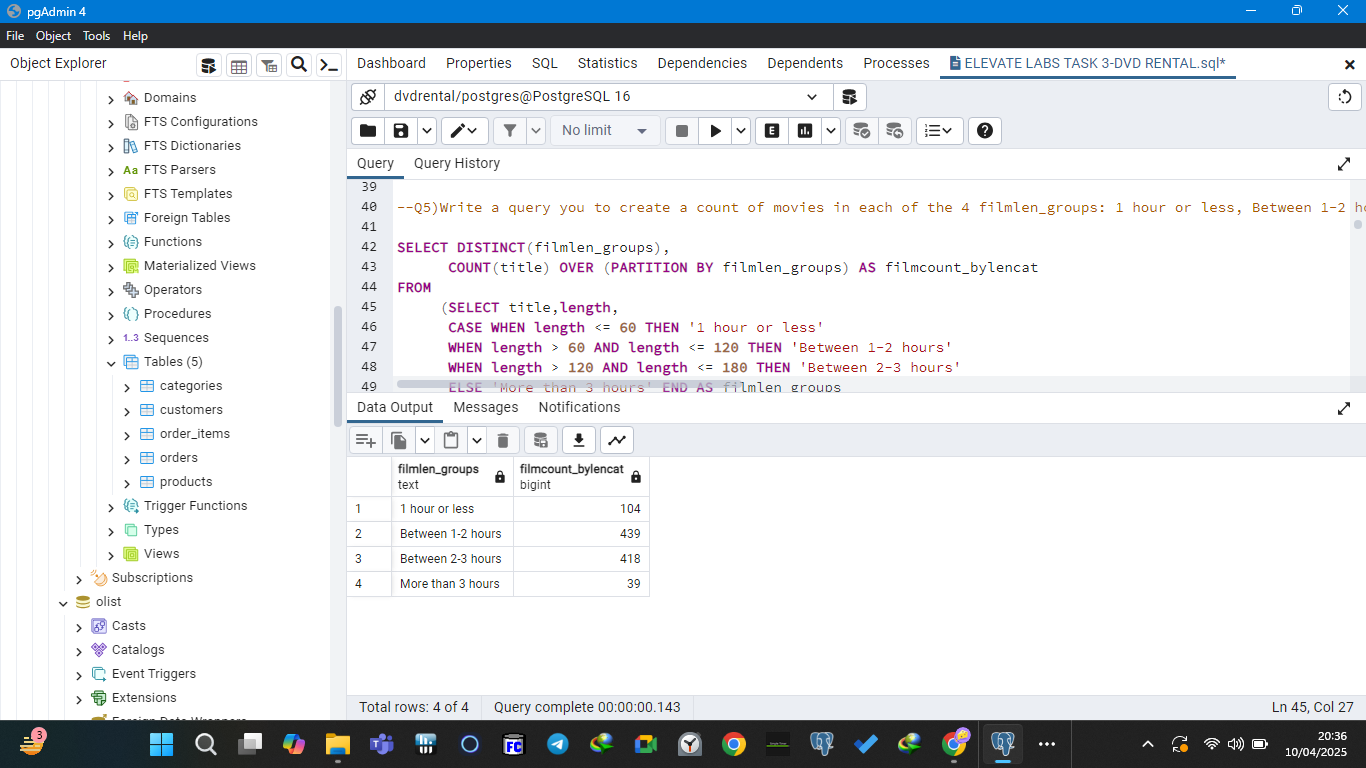 pgAdmin 4
File Object Tools Help
Object Explorer
Dashboard Properties SQL Statistics Dependencies Dependents Processes ELEVATE LABS TASK 3-DVD RENTAL.sql*
Domains
FTS Configurations
FTS Dictionaries
Aa FTS Parsers
FTS Templates
Foreign Tables
Functions
Materialized Views
Operators
Procedures
1..3 Sequences
Tables (5)
categories
customers
order_items
orders
products
Trigger Functions
Types
Views
Subscriptions
olist
Casts
Catalogs
Event Triggers
Extensions
Foreign Data Wrappers
dvdrental/postgres@PostgreSQL 16
No limit
E
Query Query History
39
40 --Q5)Write a query you to create a count of movies in each of the 4 filmlen_groups: 1 hour or less, Between 1-2 ho
41
42 SELECT DISTINCT(filmlen_groups),
43 COUNT(title) OVER (PARTITION BY filmlen_groups) AS filmcount_bylencat
44 FROM
45 (SELECT title,length,
46 CASE WHEN length <= 60 THEN '1 hour or less'
47 WHEN length > 60 AND length <= 120 THEN 'Between 1-2 hours'
48 WHEN length > 120 AND length <= 180 THEN 'Between 2-3 hours'
49 ELSE 'More than 3 hours' END AS filmlen_groups
Data Output Messages Notifications
filmlen_groups filmcount_bylencat
text bigint
1 1 hour or less 104
2 Between 1-2 hours 439
3 Between 2-3 hours 418
4 More than 3 hours 39
Total rows: 4 of 4 Query complete 00:00:00.143 Ln 45, Col 27
3
FC
20:36
10/04/2025